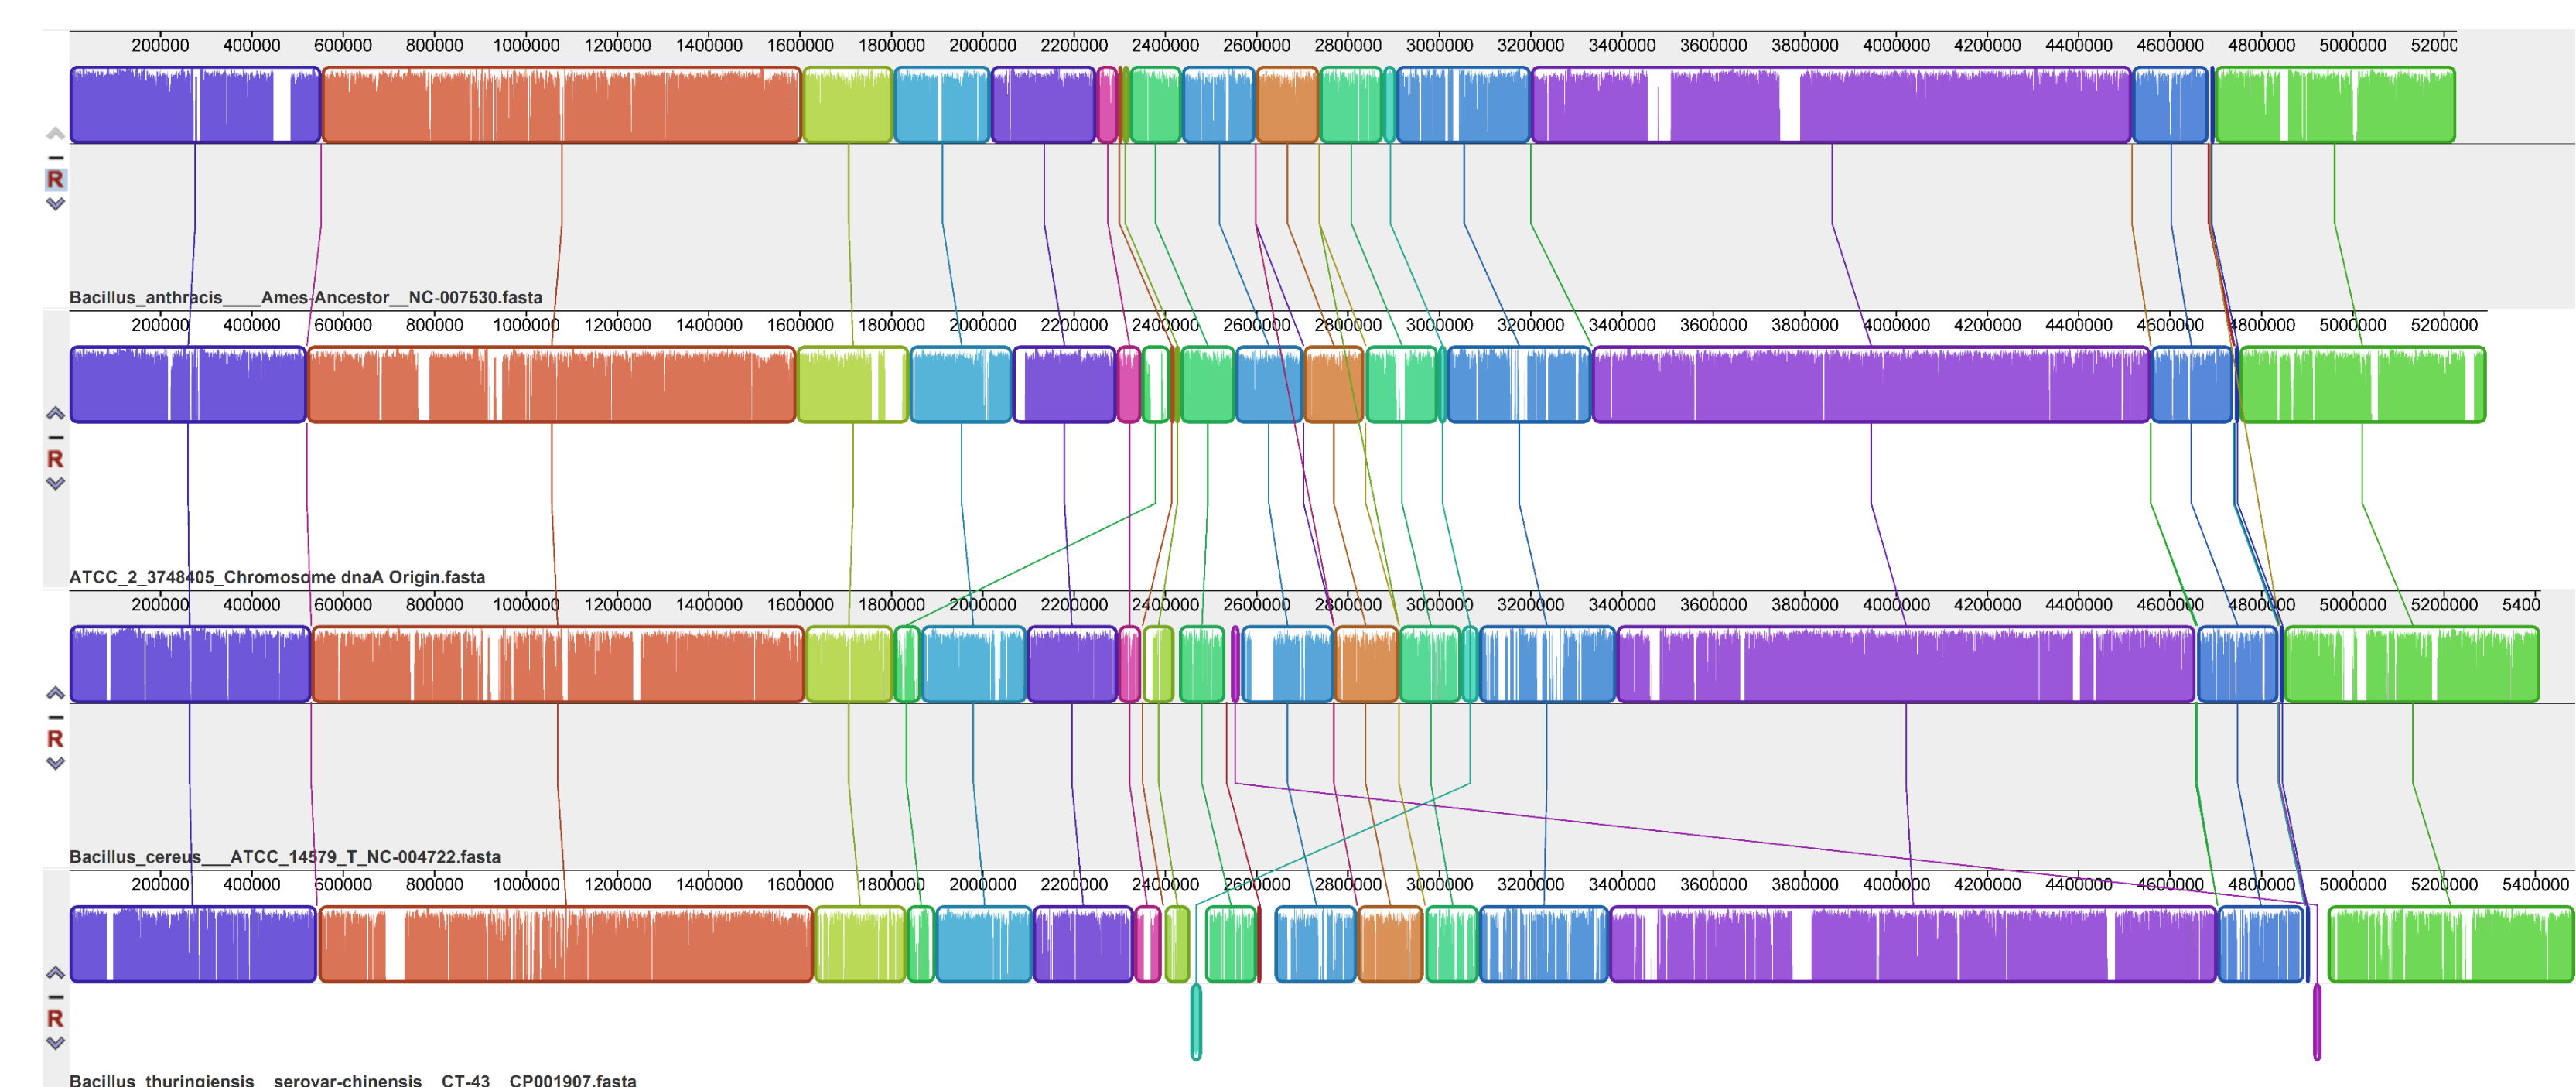 200000 400000 600000 800000 1000000 1200000 1400000 1600000 1800000 2000000 2200000 2400000 2600000 2800000 3000000 3200000 3400000 3600000 3800000 4000000 4200000 4400000 4600000 4800000 5000000 5200
R
Bacillus_anthracis____Ames-Ancestor__NC-007530.fasta
200000 400000 600000 800000 1000000 1200000 1400000 1600000 1800000 2000000 2200000 2400000 2600000 2800000 3000000 3200000 3400000 3600000 3800000 4000000 4200000 4400000 4600000 4800000 5000000 5200000
R
ATCC_2_3748405_Chromosome dnaA Origin.fasta
200000 400000 600000 800000 1000000 1200000 1400000 1600000 1800000 2000000 2200000 2400000 2600000 2800000 3000000 3200000 3400000 3600000 3800000 4000000 4200000 4400000 4600000 4800000 5000000 5200000 5400
R
Bacillus_cereus___ATCC_14579_T_NC-004722.fasta
200000 400000 600000 800000 1000000 1200000 1400000 1600000 1800000 2000000 2200000 2400000 2600000 2800000 3000000 3200000 3400000 3600000 3800000 4000000 4200000 4400000 4600000 4800000 5000000 5200000 5400000
R
Bacillus_thuringiensis__serovar-chinensis__CT-43__CP001907.fasta